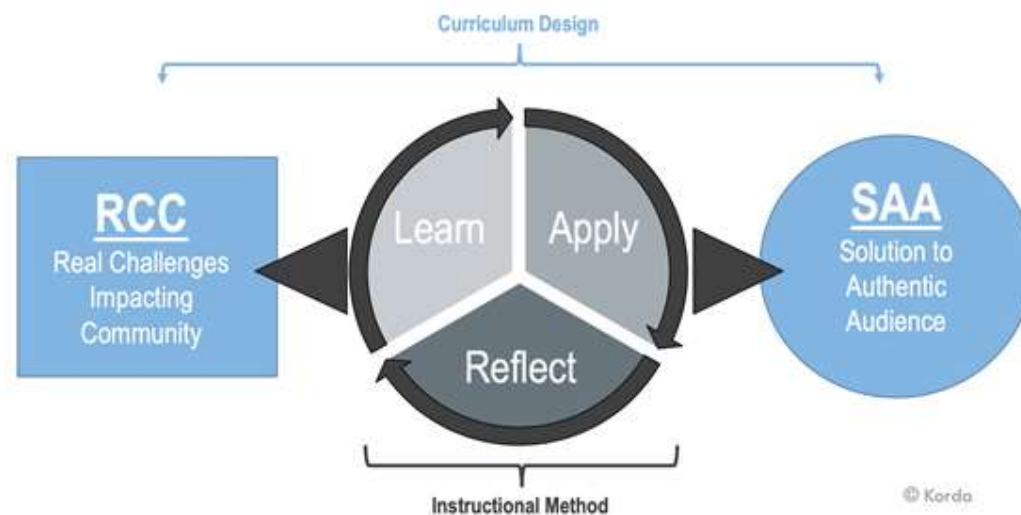 Curriculum Design
RCC
Real Challenges
Impacting
Community
Learn
Apply
Reflect
SAA
Solution to
Authentic
Audience
Instructional Method
© Korda